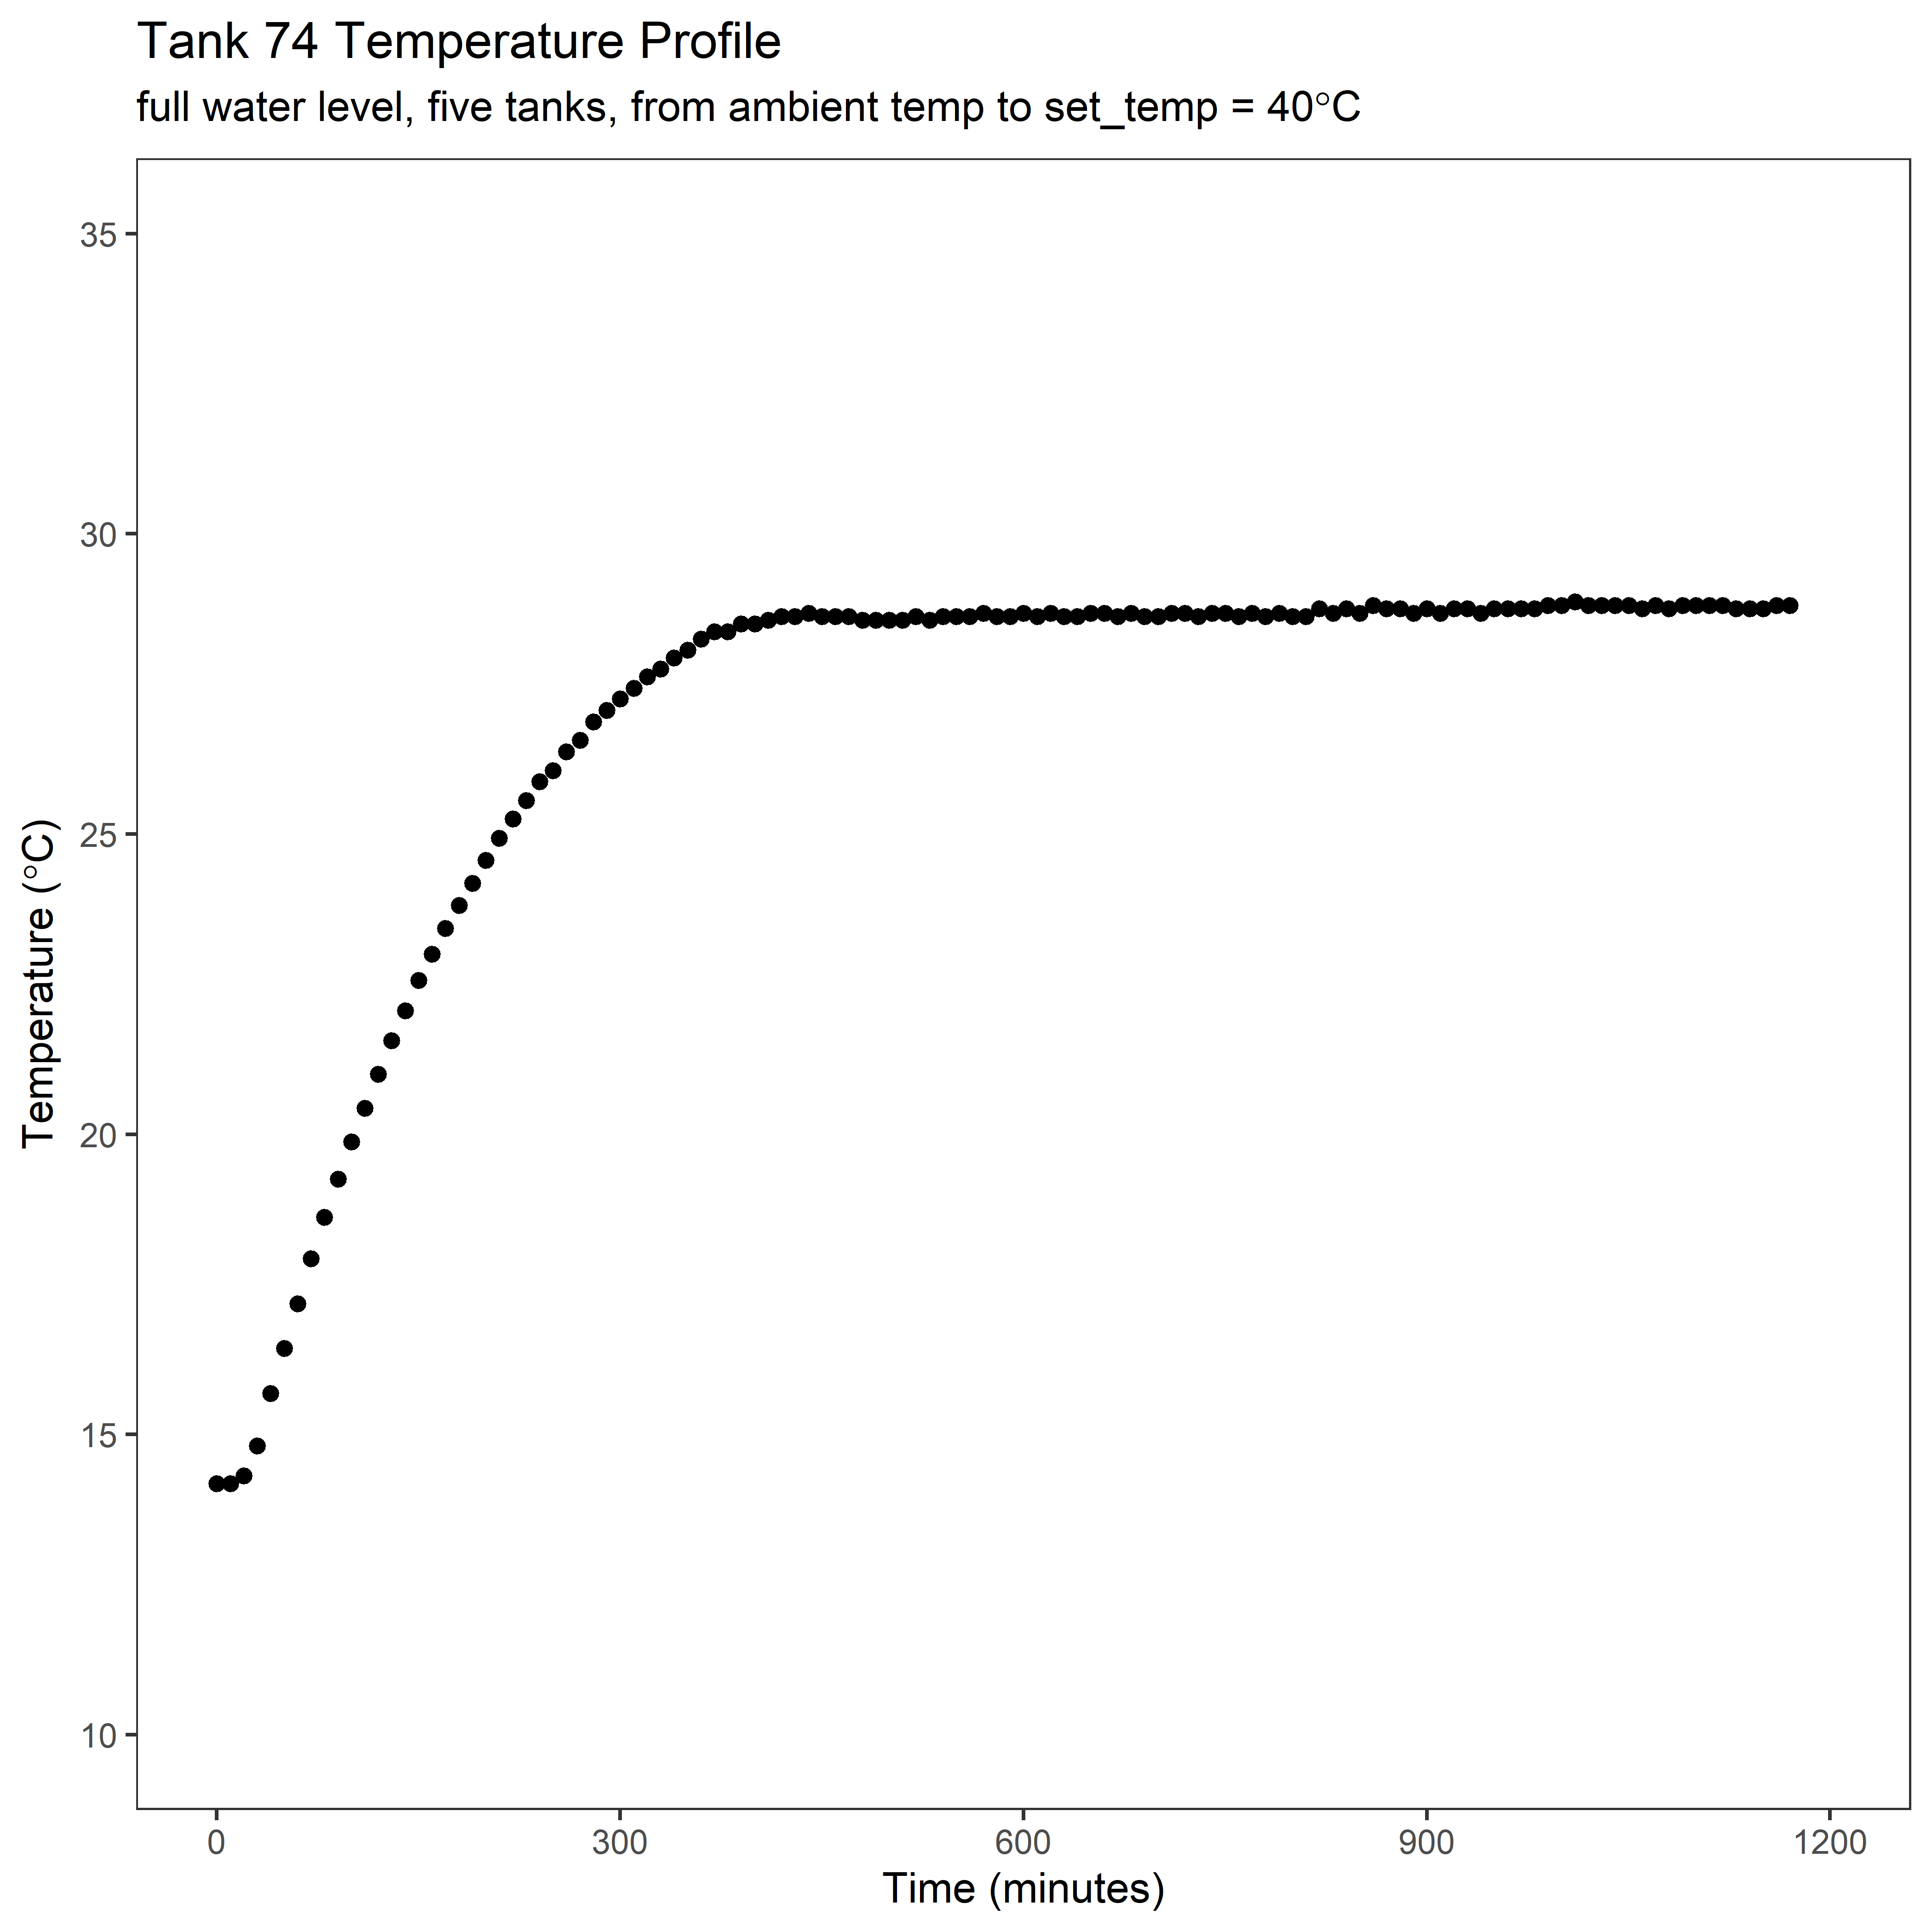 Tank 74 Temperature Profile
full water level, five tanks, from ambient temp to set_temp = 40°C
35
30
25
20
15
10
Temperature (°C)
0 300 600 900 1200
Time (minutes)